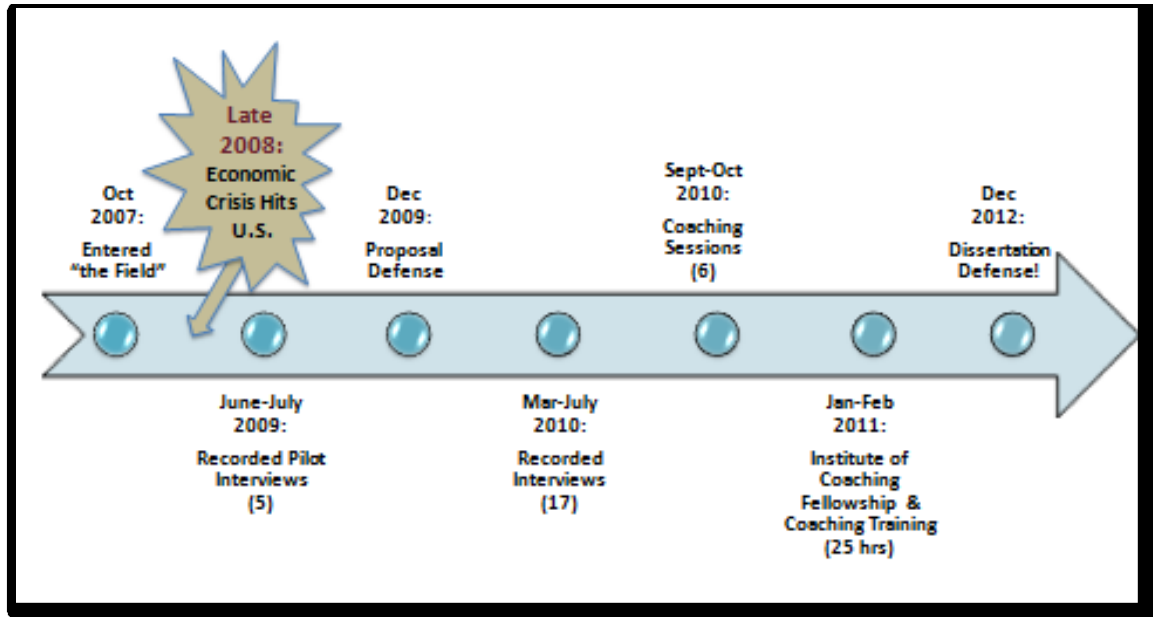 Late
2008:
Economic
Crisis Hits
U.S.
Oct
2007:
Entered
"the Field"
Dec
2009:
Proposal
Defense
Sept-Oct
2010:
Coaching
Sessions
(6)
Dec
2012:
Dissertation
Defense!
June-July
2009:
Recorded Pilot
Interviews
(5)
Mar-July
2010:
Recorded
Interviews
(17)
Jan-Feb
2011:
Institute of
Coaching
Fellowship &
Coaching Training
(25 hrs)